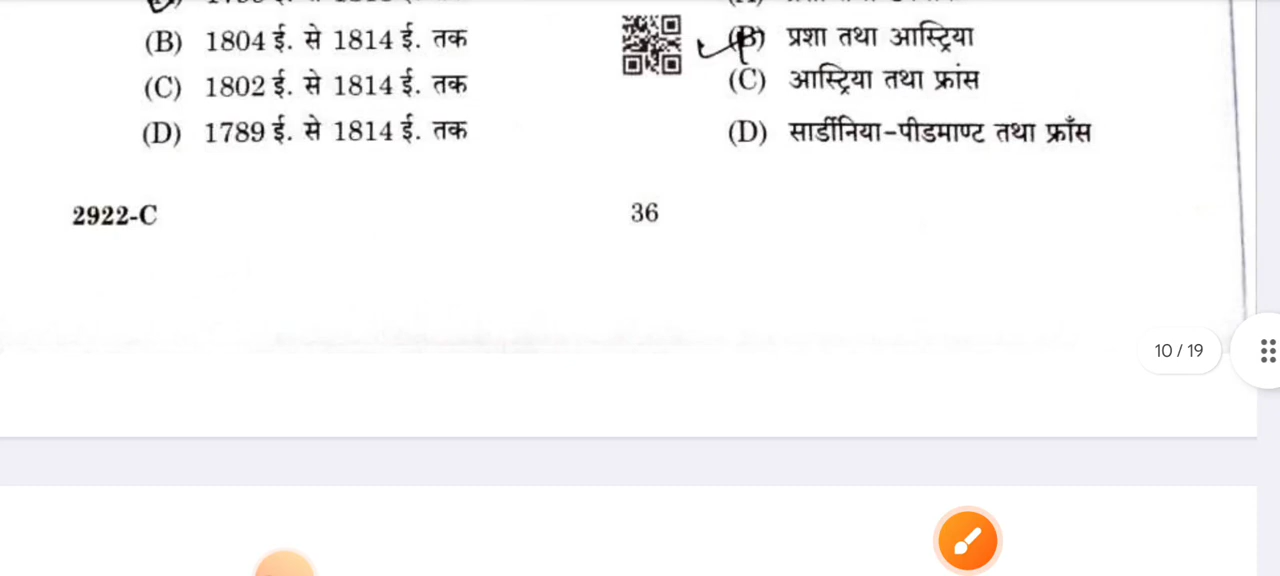 (B) 1804 ई. से 1814 ई. तक
(C) 1802 ई. से 1814 ई. तक
(D) 1789 ई. से 1814 ई. तक
(B) प्रशा तथा आस्ट्रिया
(C) आस्ट्रिया तथा फ्रांस
(D) सार्डीनिया-पीडमाण्ट तथा फ्राँस
2922-C
36
10 / 19